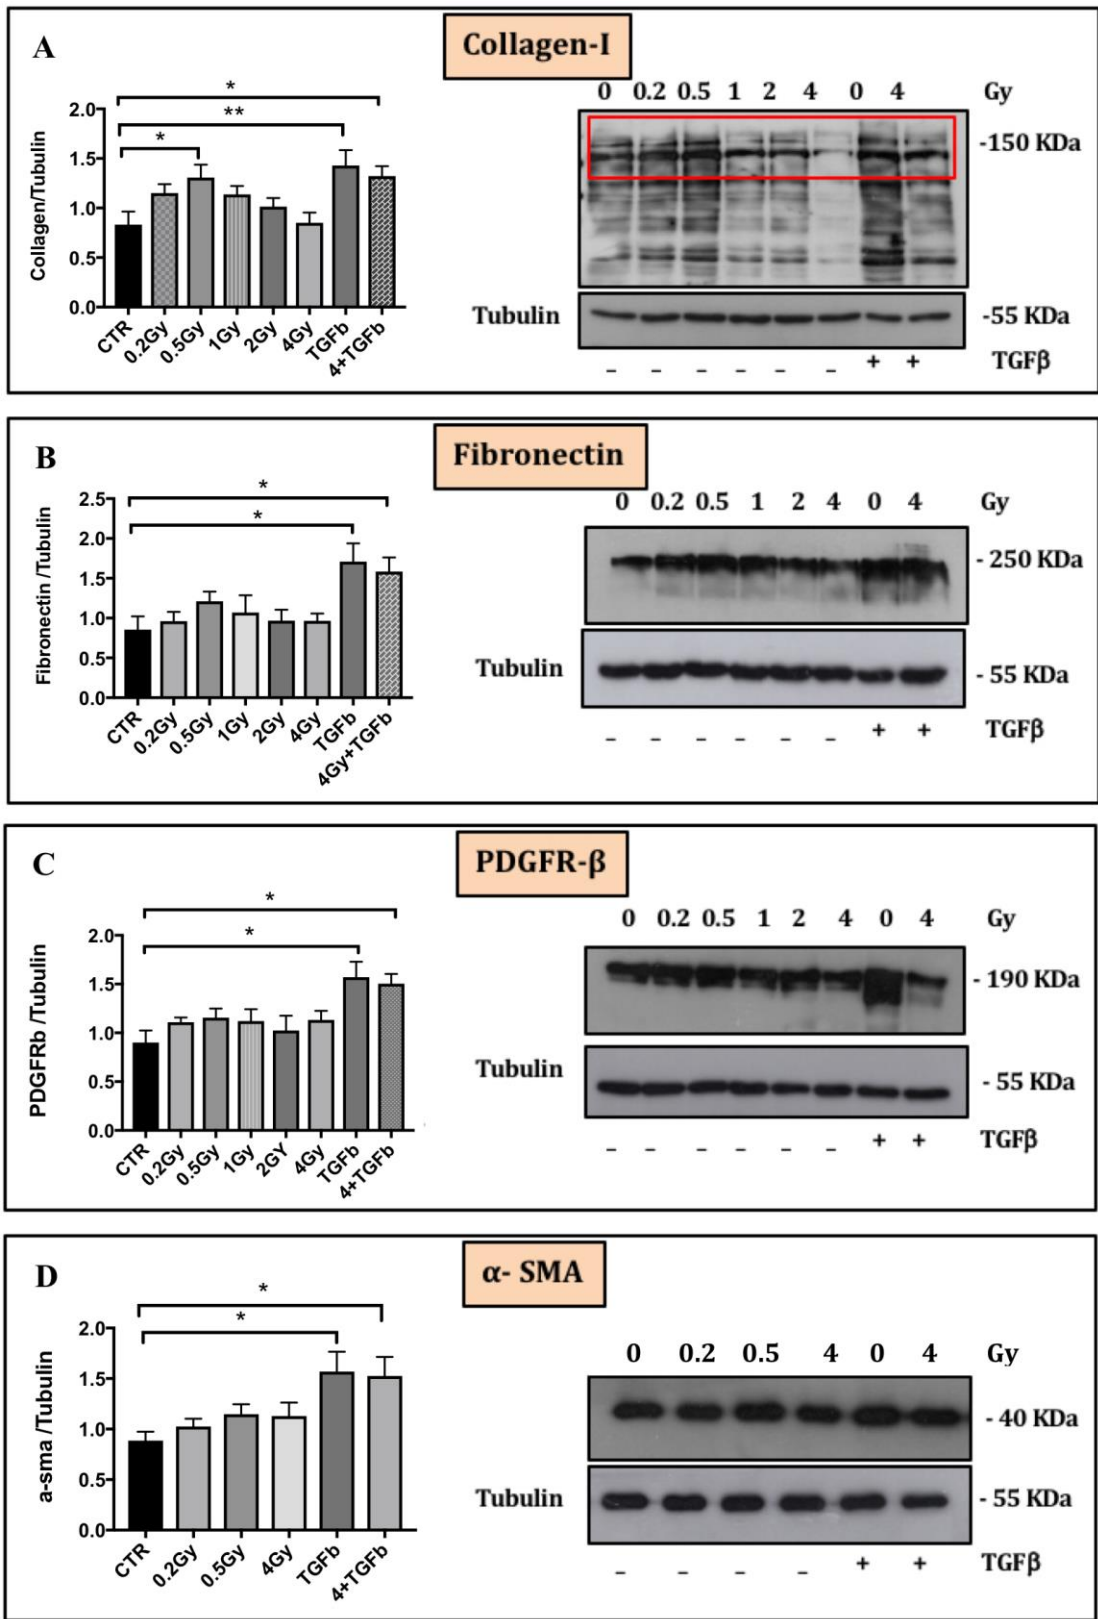 A
Collagen-I
Collagen/Tubulin
2.0
1.5
1.0
0.5
0.0
*
**
*
CTR
0.2Gy
0.5Gy
1Gy
2Gy
4Gy
TGFb
4+TGFb
0 0.2 0.5 1 2 4 0 4 Gy
-150 KDa
Tubulin
-55 KDa
– – – – – – + + TGFβ
B
Fibronectin
Fibronectin /Tubulin
2.5
2.0
1.5
1.0
0.5
0.0
*
*
CTR
0.2Gy
0.5Gy
1Gy
2Gy
4Gy
TGFb
4Gy+TGFb
0 0.2 0.5 1 2 4 0 4 Gy
- 250 KDa
Tubulin
- 55 KDa
– – – – – – + + TGFβ
C
PDGFR-β
PDGFRb /Tubulin
2.0
1.5
1.0
0.5
0.0
*
*
CTR
0.2Gy
0.5Gy
1Gy
2GY
4Gy
TGFb
4+TGFb
0 0.2 0.5 1 2 4 0 4 Gy
- 190 KDa
Tubulin
- 55 KDa
– – – – – – + + TGFβ
D
α- SMA
a-sma /Tubulin
2.0
1.5
1.0
0.5
0.0
*
*
CTR
0.2Gy
0.5Gy
4Gy
TGFb
4+TGFb
0 0.2 0.5 4 0 4 Gy
- 40 KDa
Tubulin
- 55 KDa
– – – – + + TGFβ